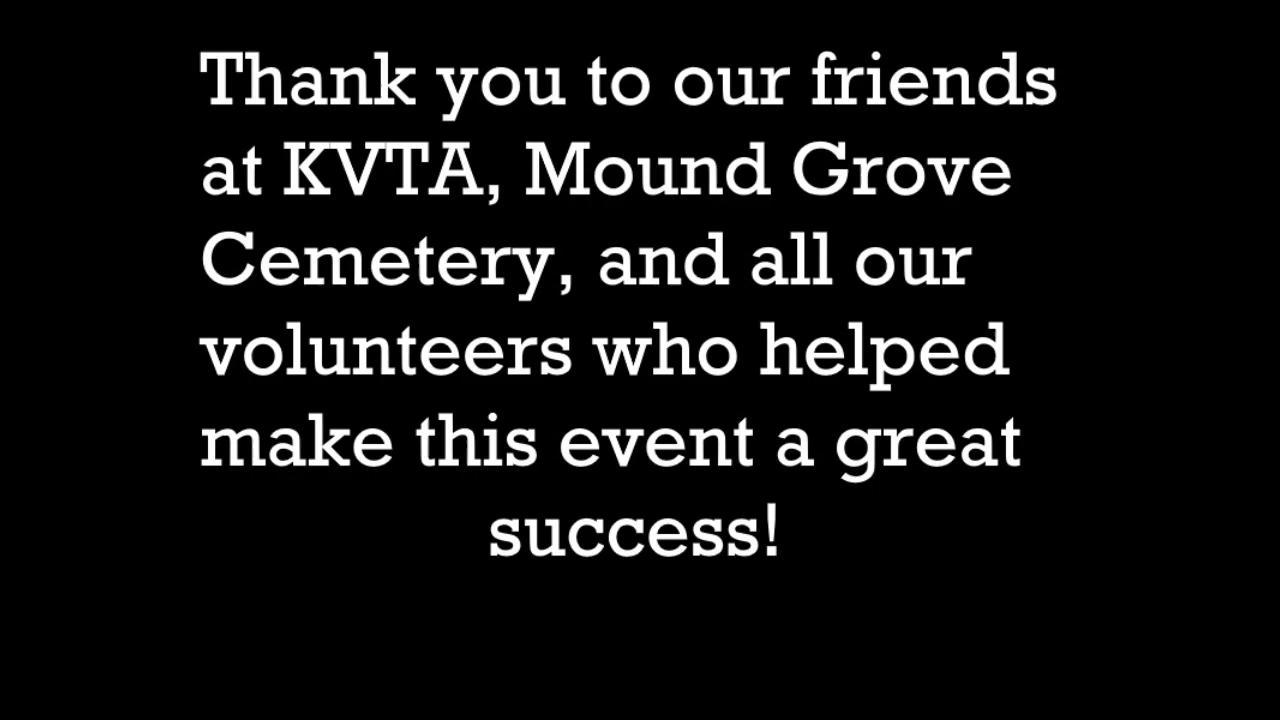 Thank you to our friends
at KVTA, Mound Grove
Cemetery, and all our
volunteers who helped
make this event a great
success!